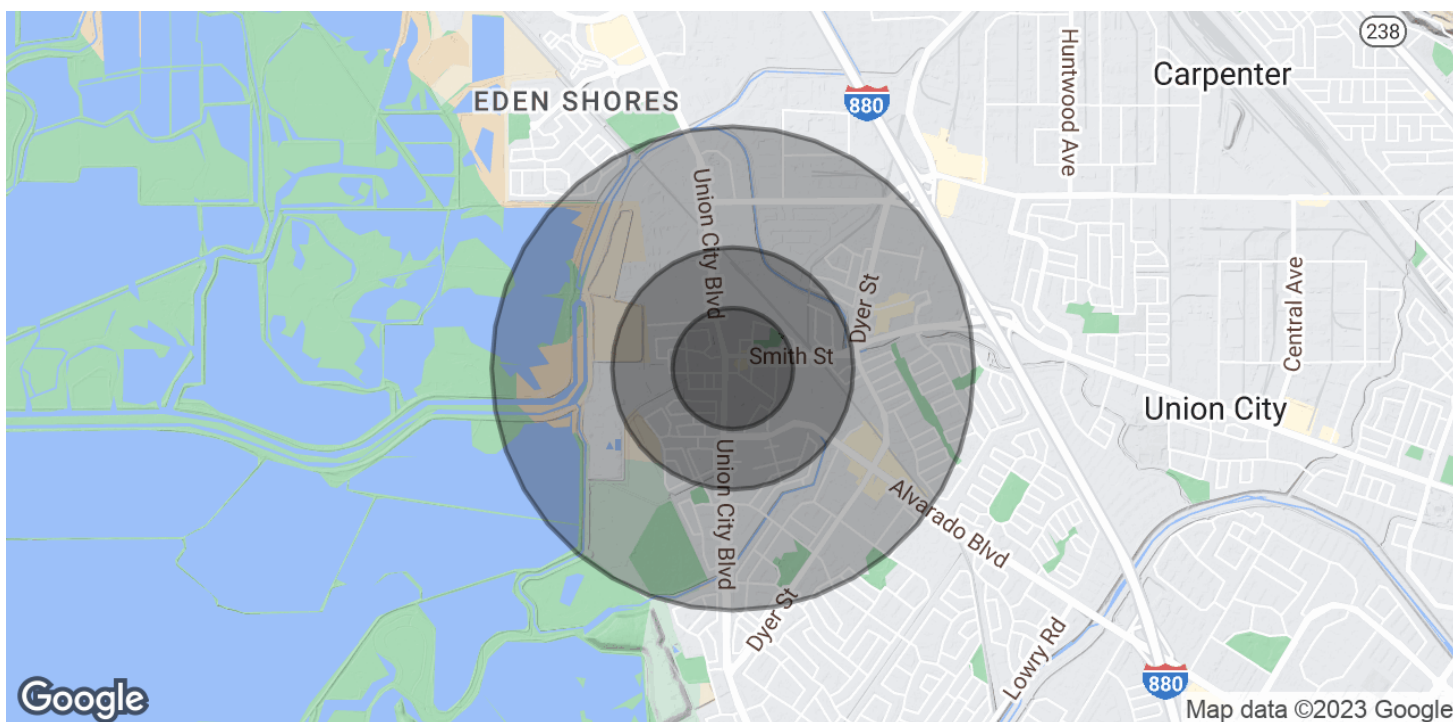 238
Carpenter
EDEN SHORES
880
Huntwood Ave
Union City Blvd
Dyer St
Central Ave
Smith St
Union City
Union City Blvd
Alvarado Blvd
Dyer St
Lowry Rd
880
Google
Map data ©2023 Google